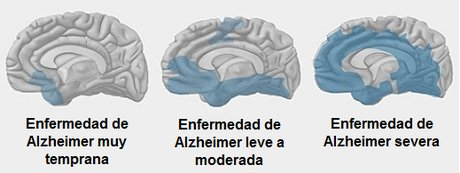 Enfermedad de
Alzheimer muy
temprana
Enfermedad de
Alzheimer leve a
moderada
Enfermedad de
Alzheimer severa